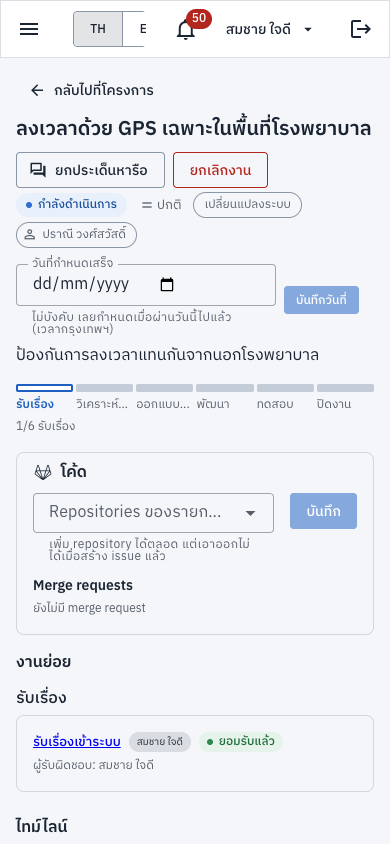 TH
E
50
สมชาย ใจดี
กลับไปที่โครงการ
ลงเวลาด้วย GPS เฉพาะในพื้นที่โรงพยาบาล
ยกประเด็นหารือ
ยกเลิกงาน
กำลังดำเนินการ
ปกติ
เปลี่ยนแปลงระบบ
ปราณี วงศ์สวัสดิ์
วันที่กำหนดเสร็จ
dd/mm/yyyy
บันทึกวันที่
ไม่บังคับ เลยกำหนดเมื่อผ่านวันนี้ไปแล้ว
(เวลากรุงเทพฯ)
ป้องกันการลงเวลาแทนกันจากนอกโรงพยาบาล
รับเรื่อง
วิเคราะห์...
ออกแบบ...
พัฒนา
ทดสอบ
ปิดงาน
1/6 รับเรื่อง
โค้ด
Repositories ของรายก...
บันทึก
เพิ่ม repository ได้ตลอด แต่เอาออกไม่
ได้เมื่อสร้าง issue แล้ว
Merge requests
ยังไม่มี merge request
งานย่อย
รับเรื่อง
รับเรื่องเข้าระบบ
สมชาย ใจดี
ยอมรับแล้ว
ผู้รับผิดชอบ: สมชาย ใจดี
ไทม์ไลน์